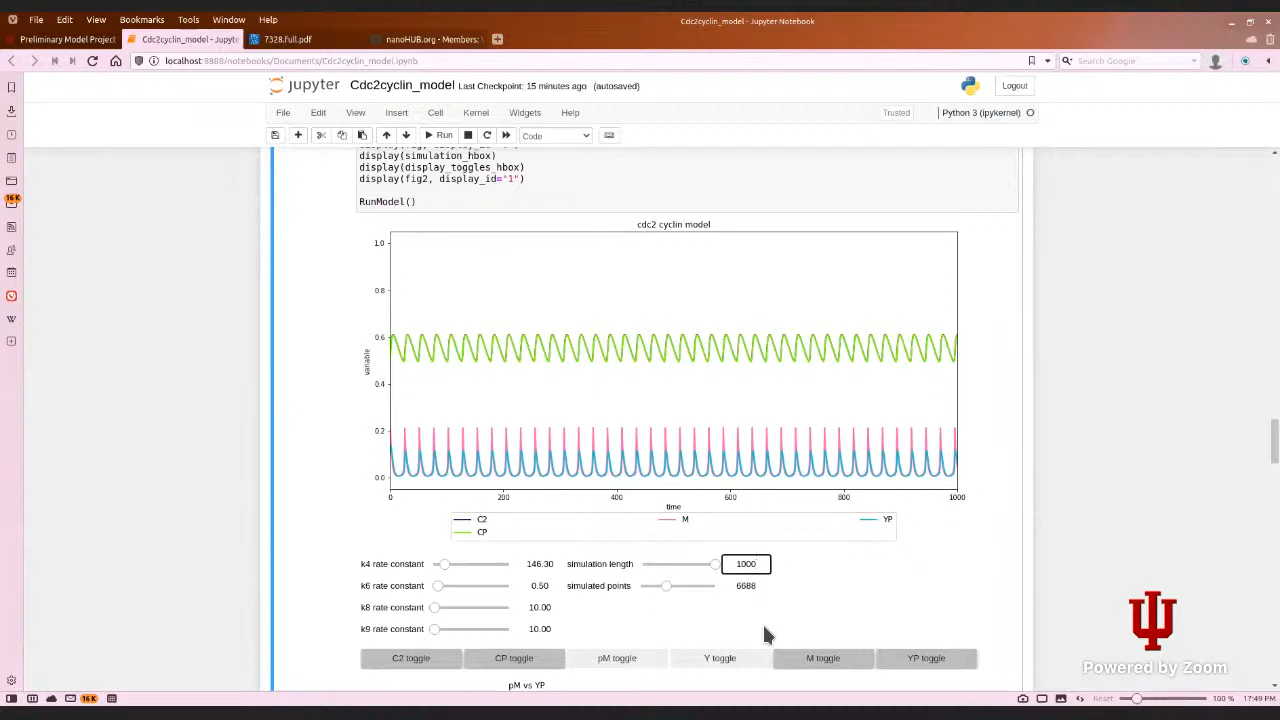 File Edit View Bookmarks Tools Window Help
Cdc2cyclin_model - Jupyter Notebook
Preliminary Model Project
Cdc2cyclin_model - Jupyte
7328.full.pdf
nanoHUB.org - Members: V
localhost:8888/notebooks/Documents/Cdc2cyclin_model.ipynb
Search Google
jupyter Cdc2cyclin_model Last Checkpoint: 15 minutes ago (autosaved)
Logout
File Edit View Insert Cell Kernel Widgets Help
Trusted
Python 3 (ipykernel)
Run
Code
display(simulation_hbox)
display(display_toggles_hbox)
display(fig2, display_id="1")
RunModel()
cdc2 cyclin model
1.0
0.8
0.6
0.4
0.2
0.0
variable
0 200 400 600 800 1000
time
C2 M YP
CP
k4 rate constant 146.30 simulation length 1000
k6 rate constant 0.50 simulated points 6688
k8 rate constant 10.00
k9 rate constant 10.00
C2 toggle CP toggle pM toggle Y toggle M toggle YP toggle
pM vs YP
Powered by Zoom
16 K
16 K
Reset 100 % 17:49 PM